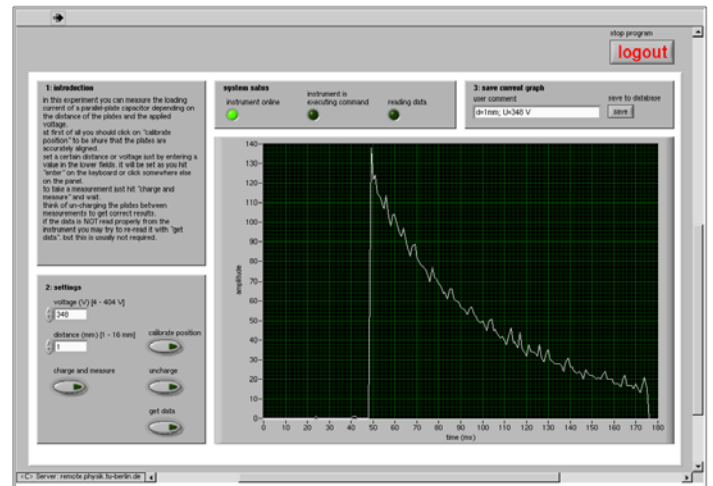 stop program
logout
1: introduction
in this experiment you can measure the loading
current of a parallel-plate capacitor depending on
the distance of the plates and the applied
voltage.
at first of all you should click on "calibrate
position" to be shure that the plates are
accurately aligned.
set a certain distance or voltage just by entering a
value in the lower fields. it will be set as you hit
"enter" on the keyboard or click somewhere else
on the panel.
to take a measurement just hit "charge and
measure" and wait.
think of un-charging the plates between
measurements to get correct results.
if the data is NOT read properly from the
instrument you may try to re-read it with "get
data". but this is usually not required.
system satus
instrument online
instrument is
executing command
reading data
3: save current graph
user comment
save to database
d=1mm; U=348 V
save
2: settings
voltage (V) [4 - 404 V]
348
distance (mm) [1 - 16 mm]
1
calibrate position
charge and measure
uncharge
get data
amplitude
140
130
120
110
100
90
80
70
60
50
40
30
20
10
0
0 10 20 30 40 50 60 70 80 90 100 110 120 130 140 150 160 170 180
time (ms)
<C> Server: remote.physik.tu-berlin.de